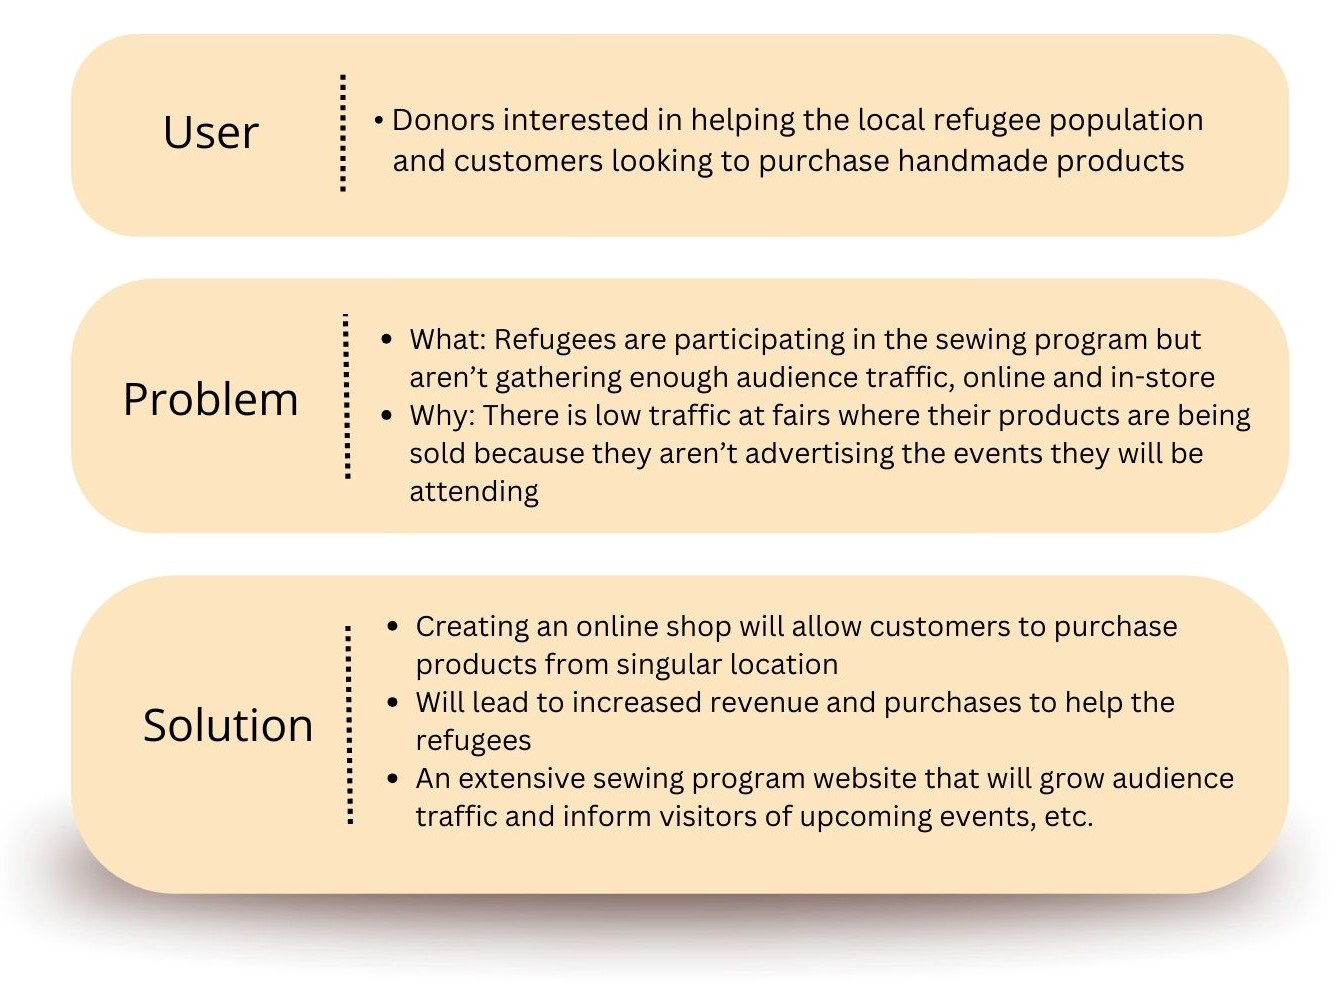 User
• Donors interested in helping the local refugee population
and customers looking to purchase handmade products
Problem
• What: Refugees are participating in the sewing program but
aren’t gathering enough audience traffic, online and in-store
• Why: There is low traffic at fairs where their products are being
sold because they aren’t advertising the events they will be
attending
Solution
• Creating an online shop will allow customers to purchase
products from singular location
• Will lead to increased revenue and purchases to help the
refugees
• An extensive sewing program website that will grow audience
traffic and inform visitors of upcoming events, etc.